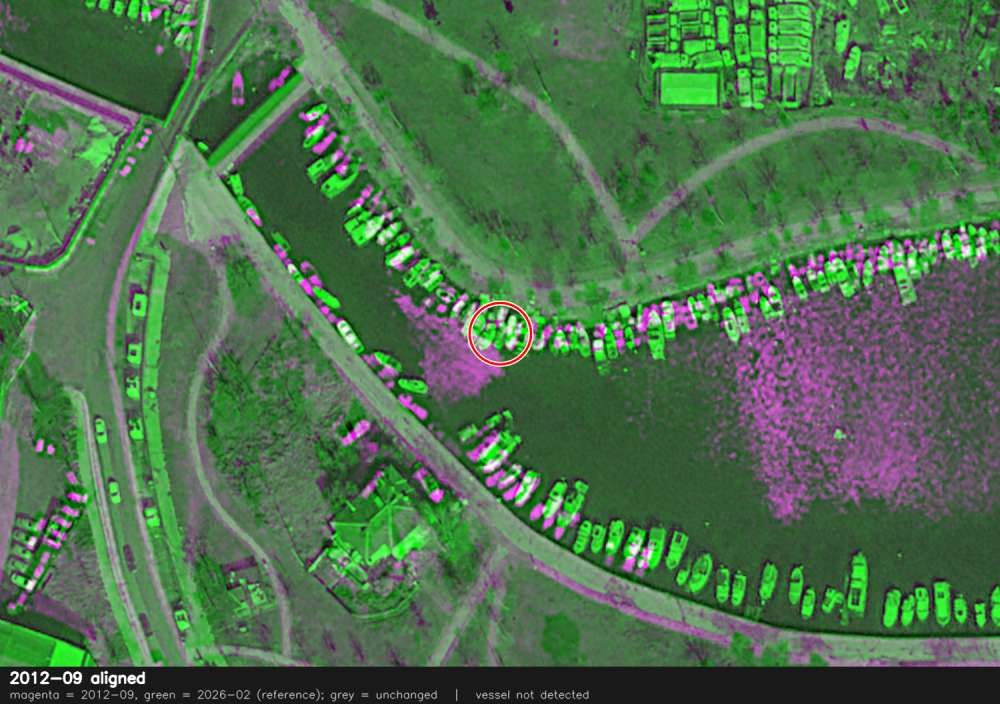 2012-09 aligned
magenta = 2012-09, green = 2026-02 (reference); grey = unchanged | vessel not detected